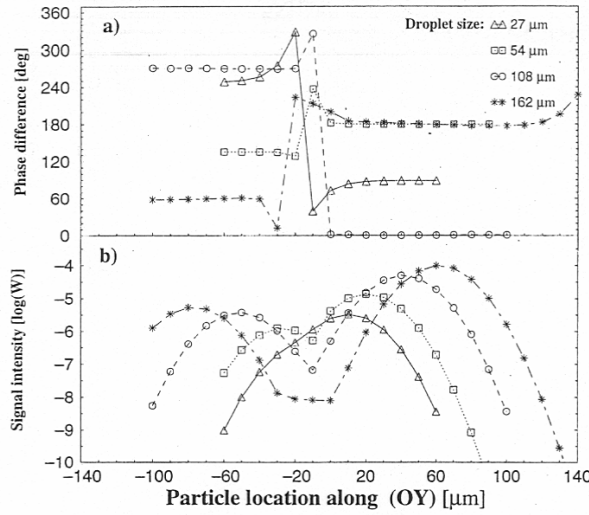 a)
Droplet size:
27 µm
54 µm
108 µm
162 µm
Phase difference [deg]
360
300
240
180
120
60
0
b)
Signal intensity [log(W)]
−4
−5
−6
−7
−8
−9
−10
−140 −100 −60 −20 20 60 100 140
Particle location along (OY) [µm]